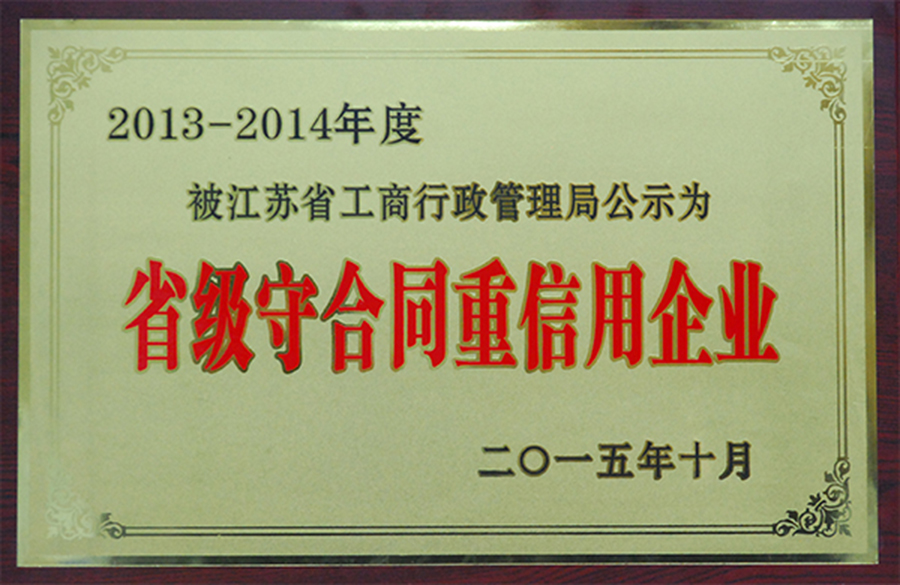 2013-2014年度
被江苏省工商行政管理局公示为
省级守合同重信用企业
二〇一五年十月